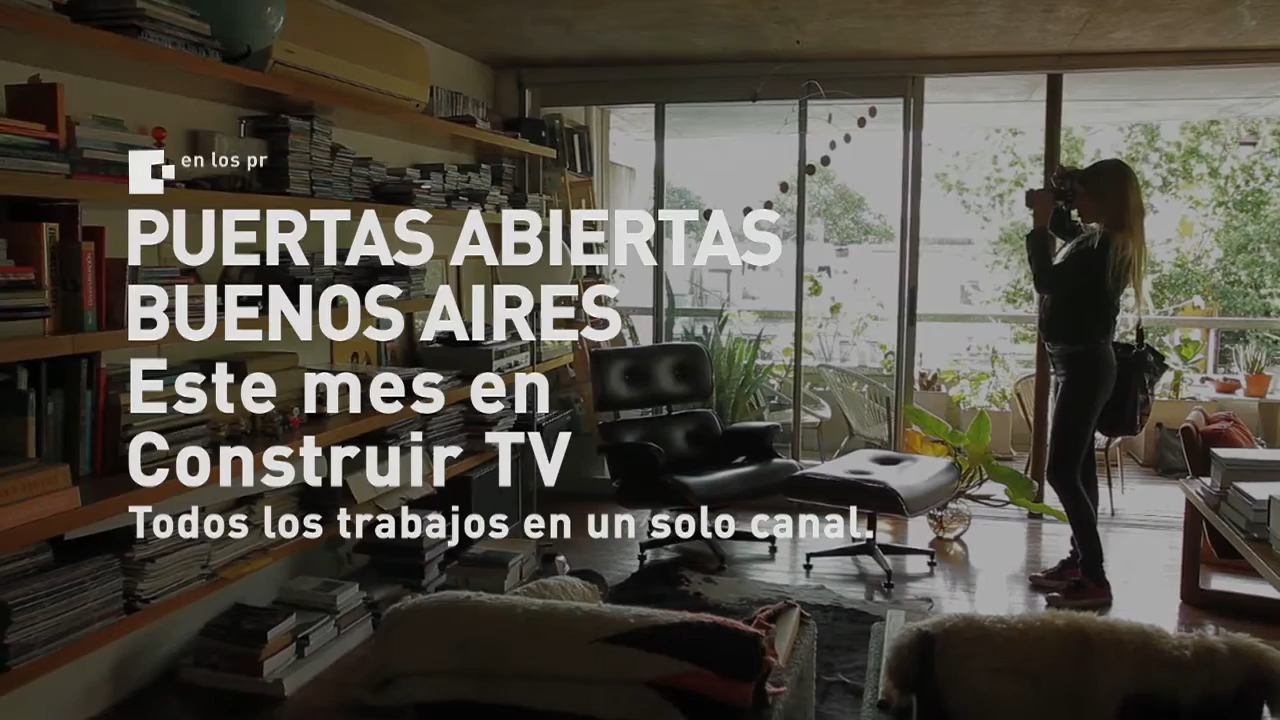 en los pr
PUERTAS ABIERTAS
BUENOS AIRES
Este mes en
Construir TV
Todos los trabajos en un solo canal.